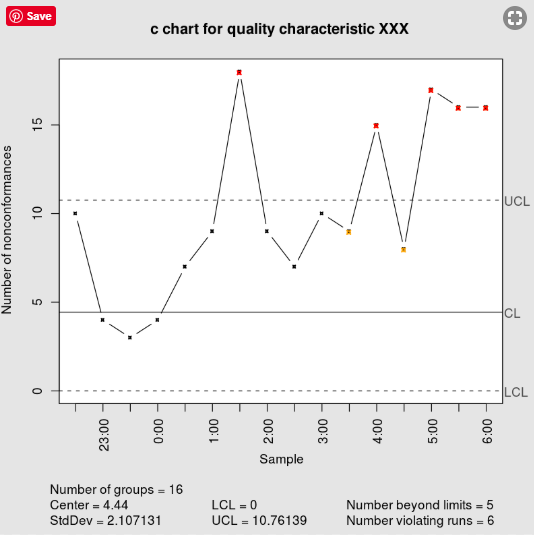 Save
c chart for quality characteristic XXX
Number of nonconformances
15
10
5
0
UCL
CL
LCL
23:00
0:00
1:00
2:00
3:00
4:00
5:00
6:00
Sample
Number of groups = 16
Center = 4.44 LCL = 0 Number beyond limits = 5
StdDev = 2.107131 UCL = 10.76139 Number violating runs = 6